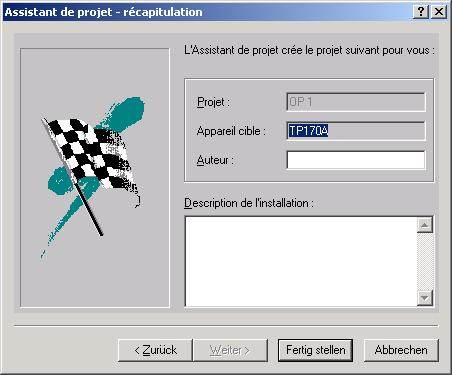 Assistant de projet - récapitulation
L'Assistant de projet crée le projet suivant pour vous :
Projet : OP 1
Appareil cible : TP170A
Auteur :
Description de l'installation :
< Zurück Weiter > Fertig stellen Abbrechen